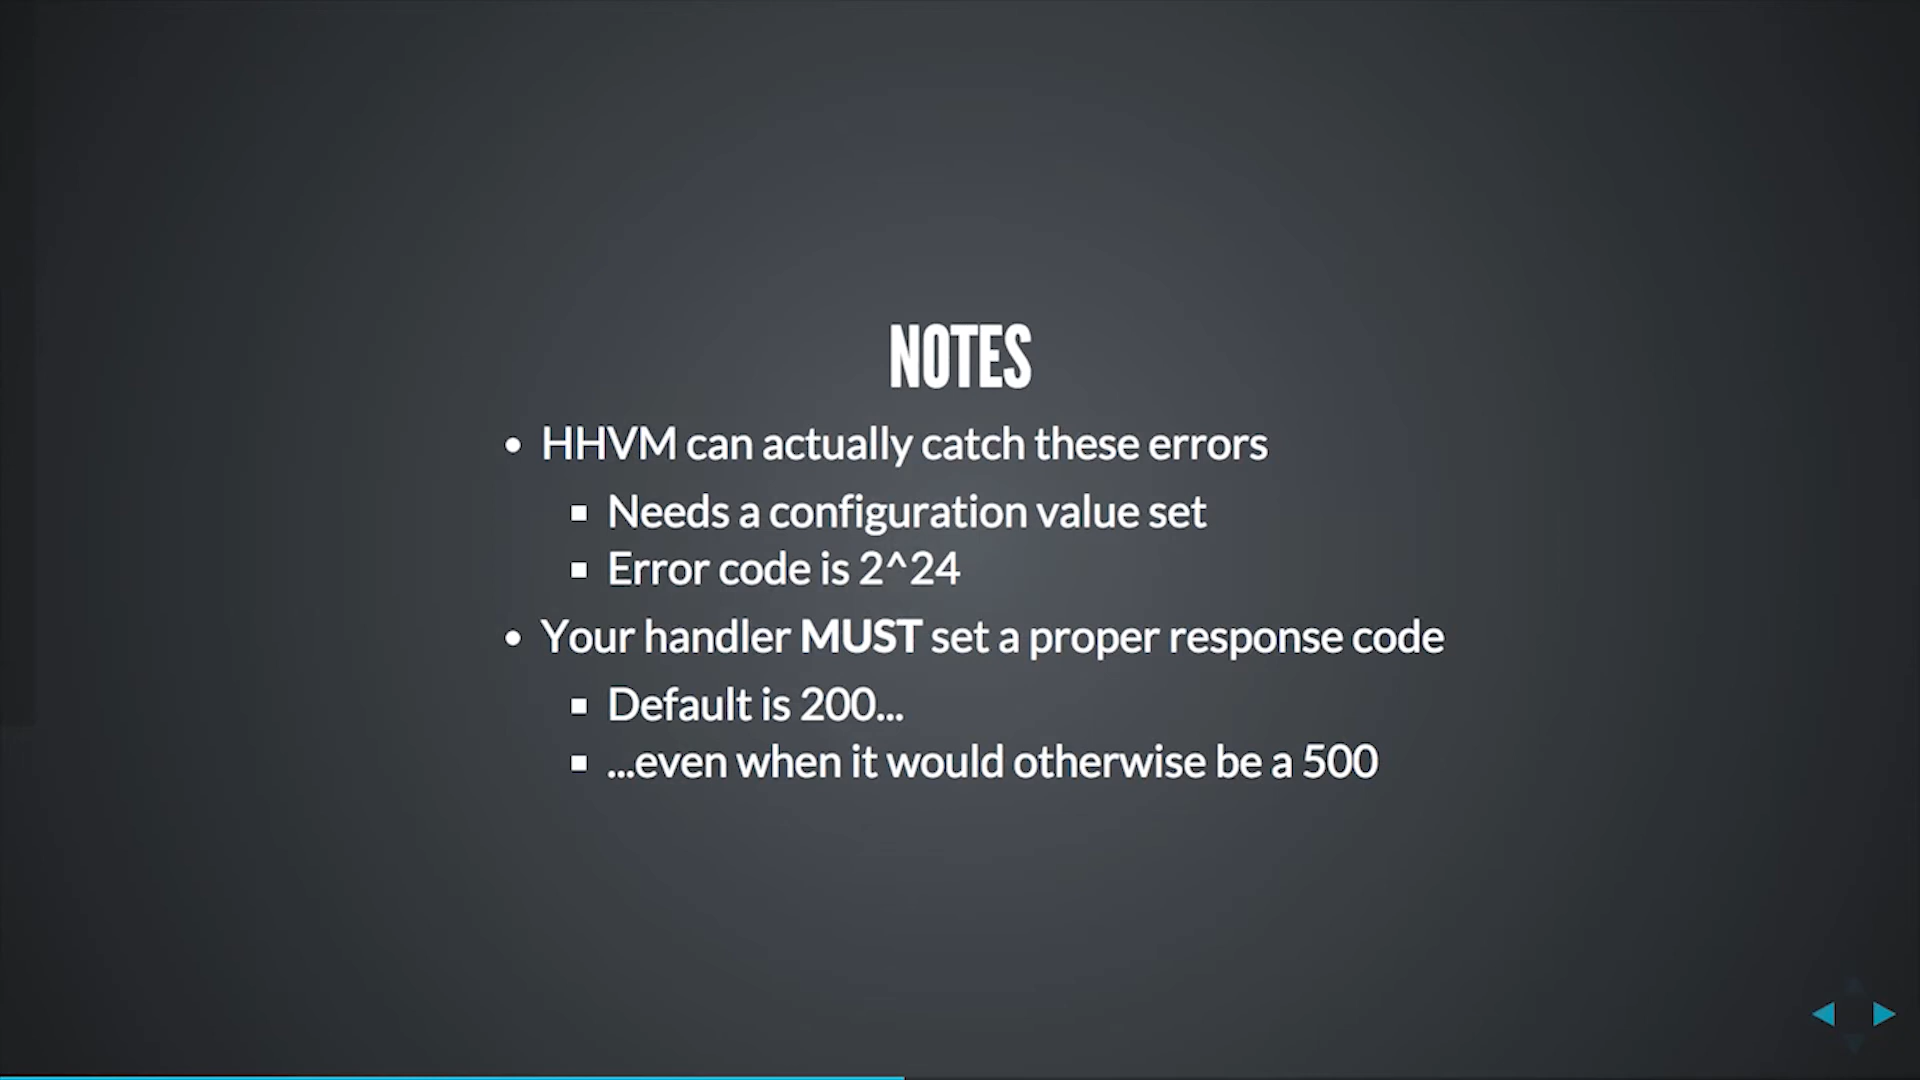 NOTES
• HHVM can actually catch these errors
▪ Needs a configuration value set
▪ Error code is 2^24
• Your handler MUST set a proper response code
▪ Default is 200...
▪ ...even when it would otherwise be a 500